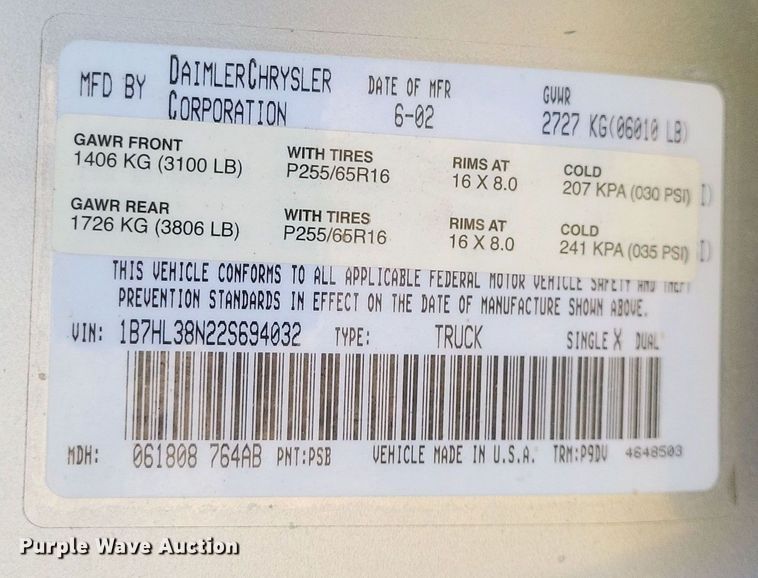 MFD BY DAIMLERCHRYSLER CORPORATION DATE OF MFR 6-02 GVWR 2727 KG(06010 LB)
GAWR FRONT WITH TIRES RIMS AT COLD
1406 KG (3100 LB) P255/65R16 16 X 8.0 207 KPA (030 PSI)
GAWR REAR WITH TIRES RIMS AT COLD
1726 KG (3806 LB) P255/65R16 16 X 8.0 241 KPA (035 PSI)
THIS VEHICLE CONFORMS TO ALL APPLICABLE FEDERAL MOTOR VEHICLE SAFETY AND THEFT
PREVENTION STANDARDS IN EFFECT ON THE DATE OF MANUFACTURE SHOWN ABOVE.
VIN: 1B7HL38N22S694032 TYPE: TRUCK SINGLE X DUAL
MDH: 061808 764AB PNT:PSB VEHICLE MADE IN U.S.A. TRM:P9DV 4648503
Purple Wave Auction